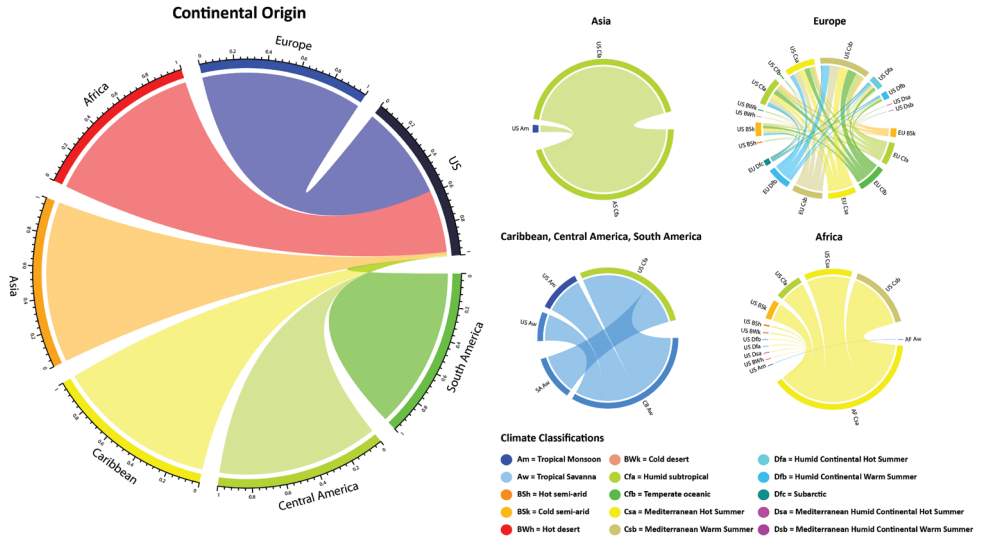 Continental Origin
Europe
US
South America
Central America
Caribbean
Asia
Africa
Asia
US Cfa
US Am
AS Cfa
Europe
US Csb
US Csa
US Cfb
US Cfa
US BWk
US BWh
US BSk
US BSh
US Dfa
US Dfb
US Dsa
US Dsb
EU BSk
EU Cfa
EU Cfb
EU Csa
EU Csb
EU Dfb
EU Dfc
Caribbean, Central America, South America
US Cfa
US Am
US Aw
SA Aw
CB Aw
Africa
US Csa
US Csb
US Cfa
US BSk
US BSh
US BWk
US Dfb
US Dfa
US Dsa
US BWh
US Am
AF Aw
AF Csa
Climate Classifications
Am = Tropical Monsoon
Aw = Tropical Savanna
BSh = Hot semi-arid
BSk = Cold semi-arid
BWh = Hot desert
BWk = Cold desert
Cfa = Humid subtropical
Cfb = Temperate oceanic
Csa = Mediterranean Hot Summer
Csb = Mediterranean Warm Summer
Dfa = Humid Continental Hot Summer
Dfb = Humid Continental Warm Summer
Dfc = Subarctic
Dsa = Mediterranean Humid Continental Hot Summer
Dsb = Mediterranean Humid Continental Warm Summer